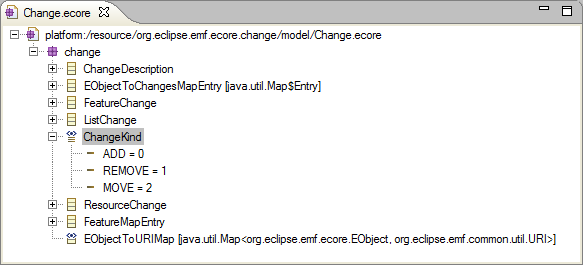 Change.ecore
platform:/resource/org.eclipse.emf.ecore.change/model/Change.ecore
change
ChangeDescription
EObjectToChangesMapEntry [java.util.Map$Entry]
FeatureChange
ListChange
ChangeKind
ADD = 0
REMOVE = 1
MOVE = 2
ResourceChange
FeatureMapEntry
EObjectToURIMap [java.util.Map<org.eclipse.emf.ecore.EObject, org.eclipse.emf.common.util.URI>]